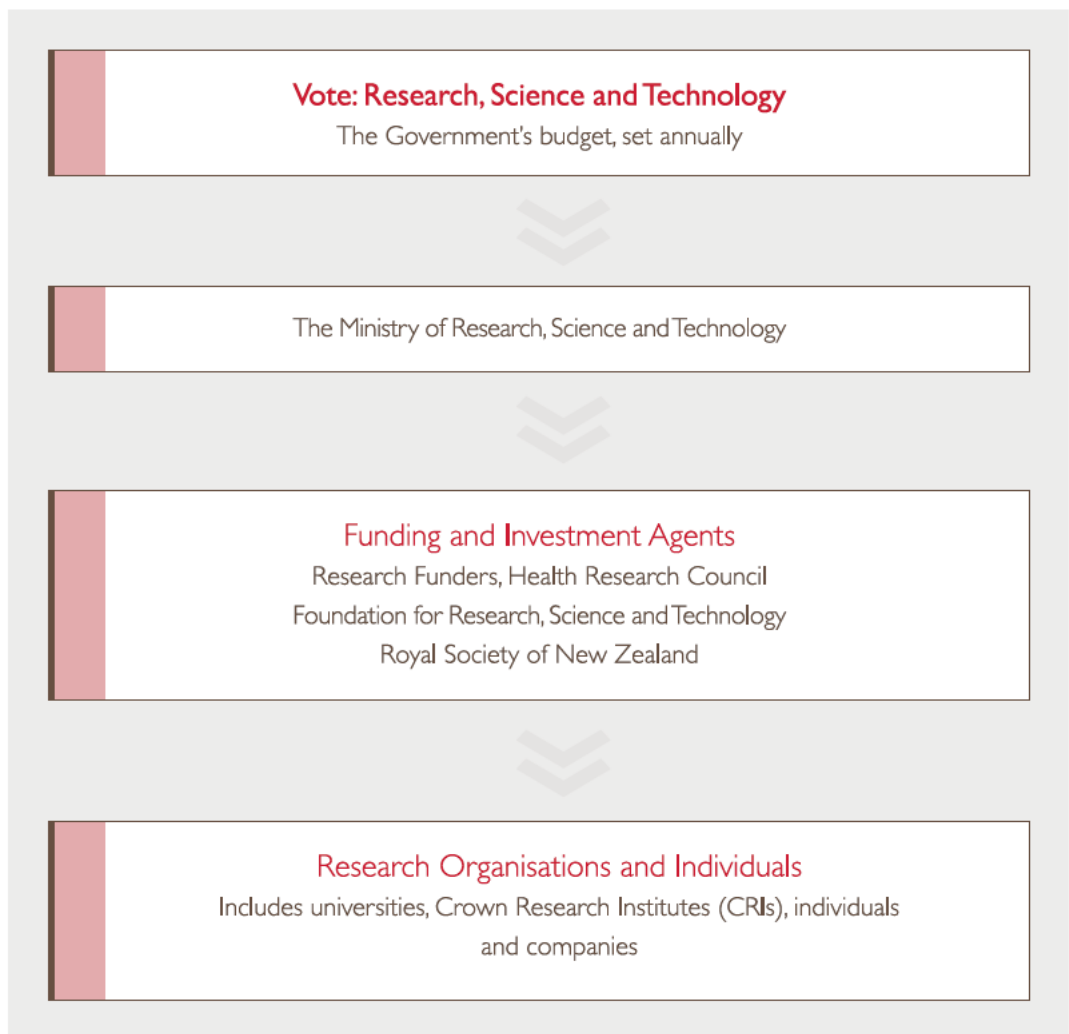 Vote: Research, Science and Technology
The Government's budget, set annually
The Ministry of Research, Science and Technology
Funding and Investment Agents
Research Funders, Health Research Council
Foundation for Research, Science and Technology
Royal Society of New Zealand
Research Organisations and Individuals
Includes universities, Crown Research Institutes (CRIs), individuals
and companies